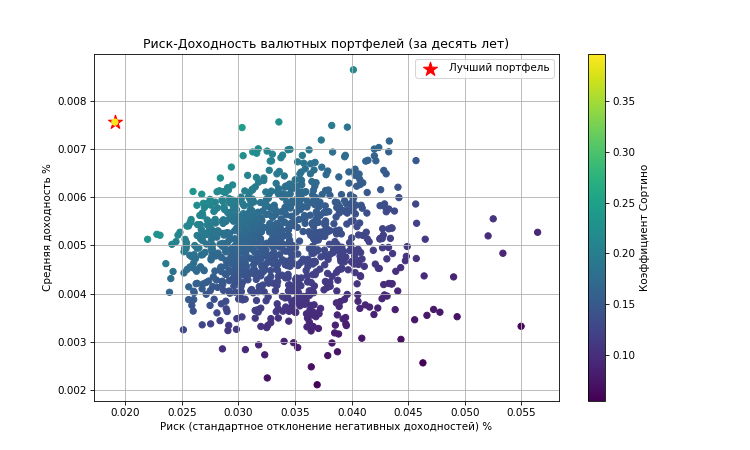 Риск-Доходность валютных портфелей (за десять лет)
Лучший портфель
0.008
0.007
0.006
0.005
0.004
0.003
0.002
Средняя доходность %
0.020 0.025 0.030 0.035 0.040 0.045 0.050 0.055
Риск (стандартное отклонение негативных доходностей) %
0.35
0.30
0.25
0.20
0.15
0.10
Коэффициент Сортино